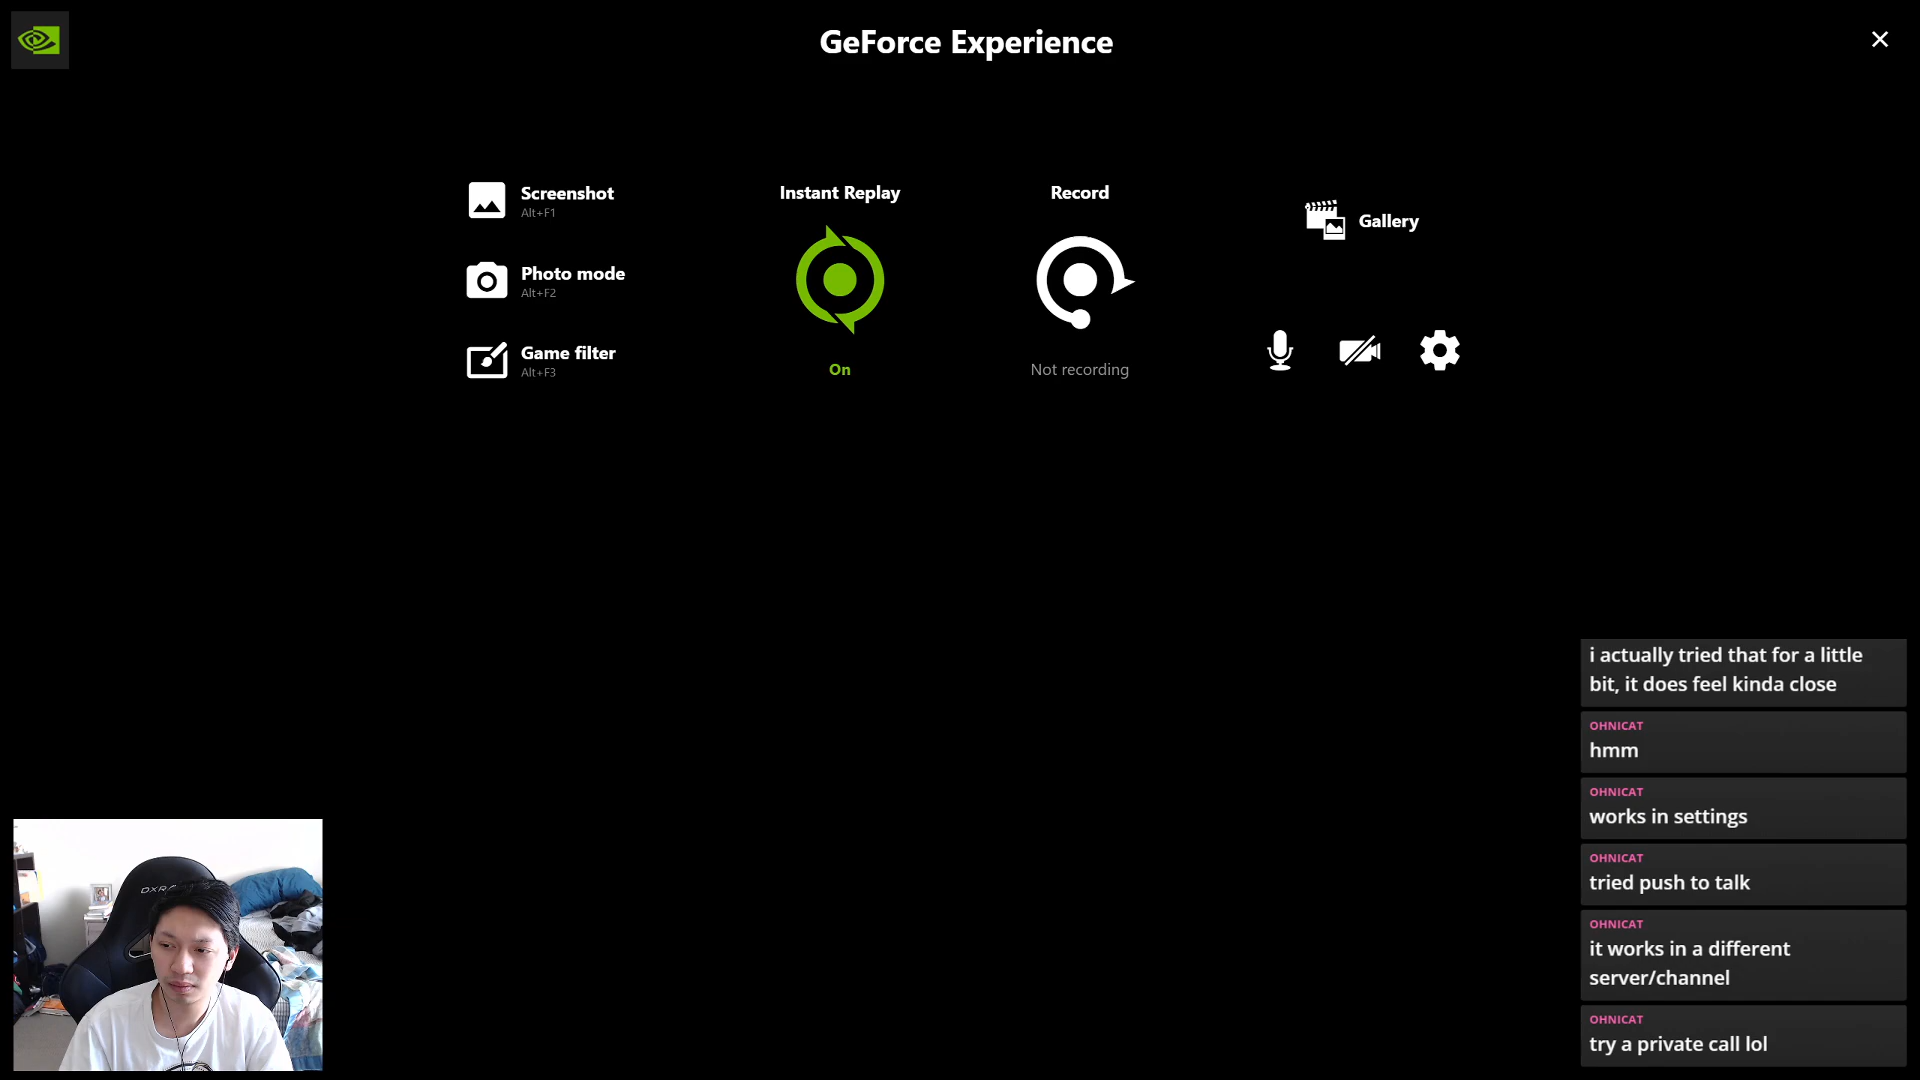 GeForce Experience
Screenshot
Alt+F1
Photo mode
Alt+F2
Game filter
Alt+F3
Instant Replay
On
Record
Not recording
Gallery
i actually tried that for a little
bit, it does feel kinda close
OHNICAT
hmm
OHNICAT
works in settings
OHNICAT
tried push to talk
OHNICAT
it works in a different
server/channel
OHNICAT
try a private call lol